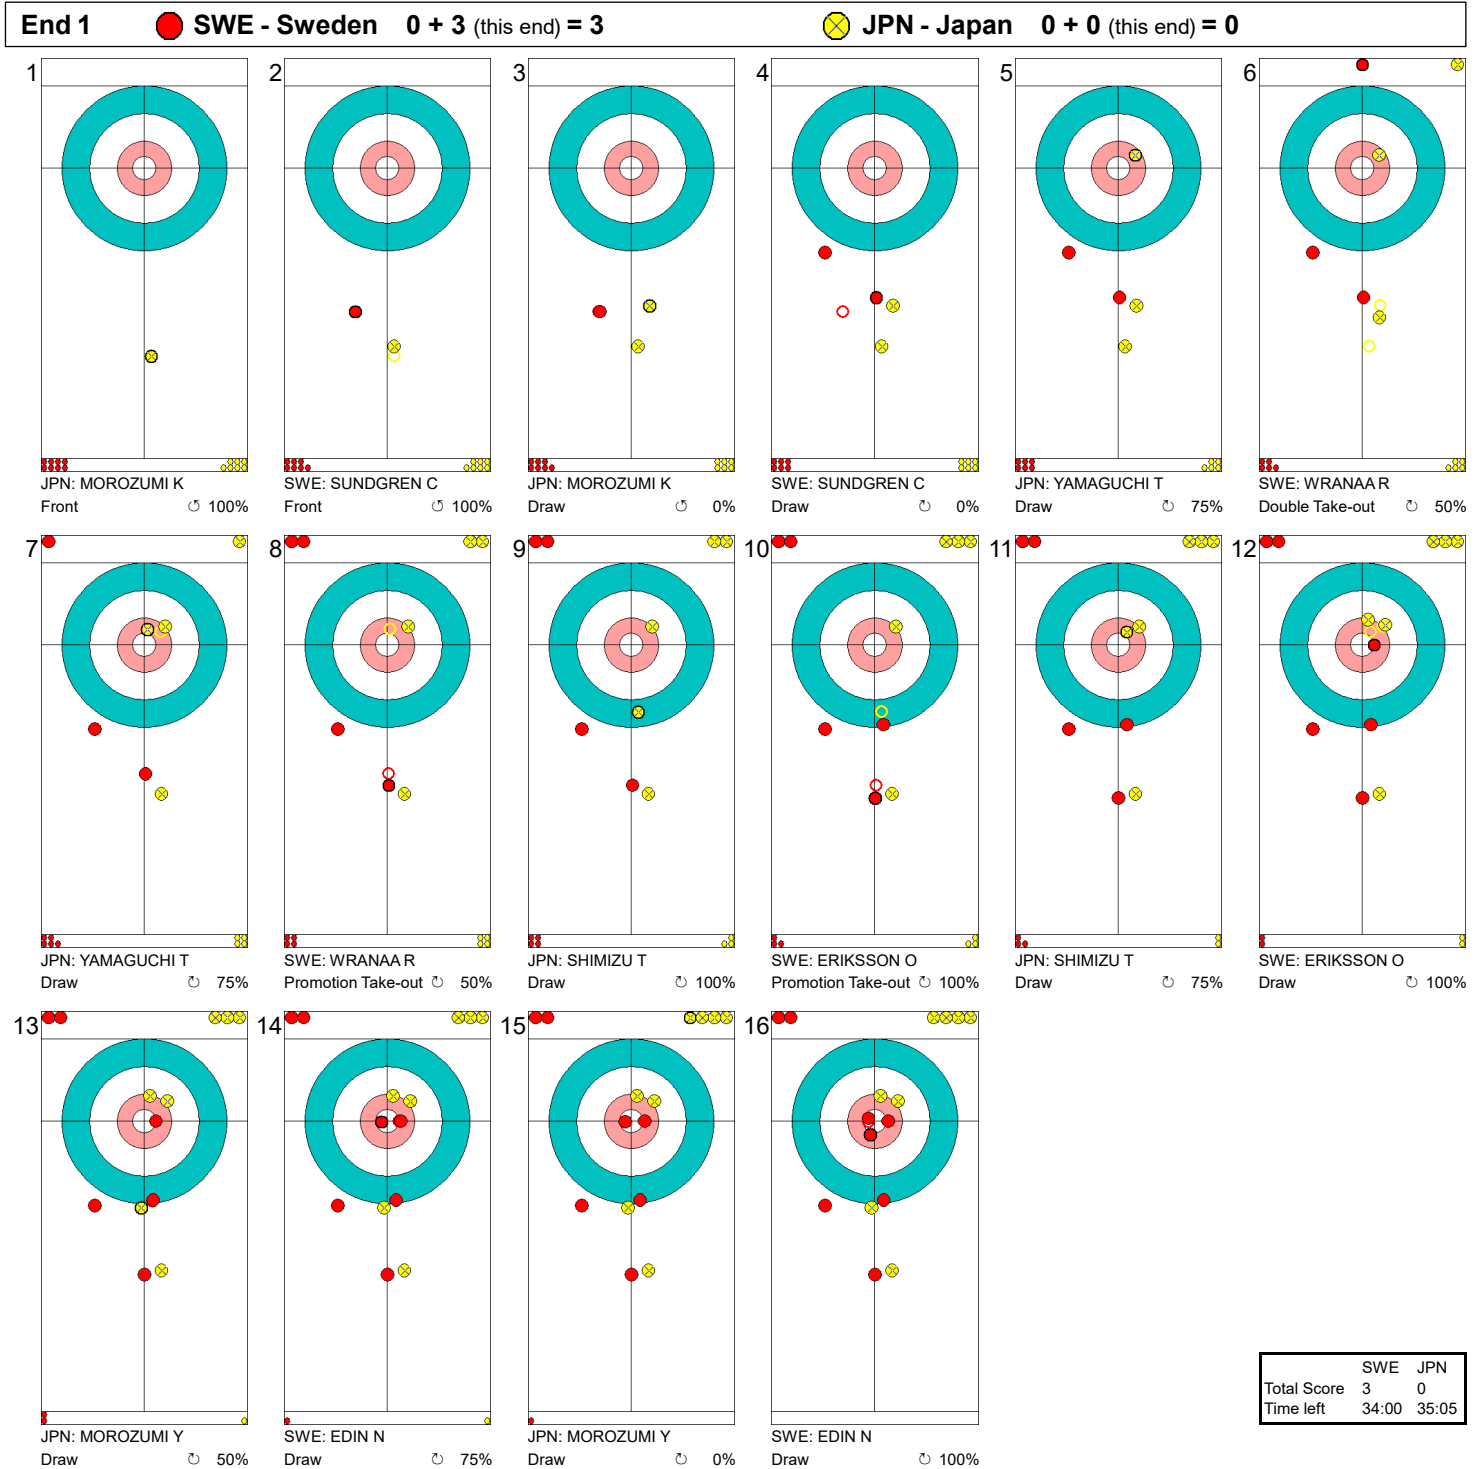 End 1 SWE - Sweden 0 + 3 (this end) = 3 JPN - Japan 0 + 0 (this end) = 0
1 2 3 4 5 6
JPN: MOROZUMI K SWE: SUNDGREN C JPN: MOROZUMI K SWE: SUNDGREN C JPN: YAMAGUCHI T SWE: WRANAA R
Front ↺ 100% Front ↺ 100% Draw ↺ 0% Draw ↻ 0% Draw ↻ 75% Double Take-out ↻ 50%
7 8 9 10 11 12
JPN: YAMAGUCHI T SWE: WRANAA R JPN: SHIMIZU T SWE: ERIKSSON O JPN: SHIMIZU T SWE: ERIKSSON O
Draw ↻ 75% Promotion Take-out ↻ 50% Draw ↻ 100% Promotion Take-out ↻ 100% Draw ↻ 75% Draw ↻ 100%
13 14 15 16
SWE JPN
Total Score 3 0
Time left 34:00 35:05
JPN: MOROZUMI Y SWE: EDIN N JPN: MOROZUMI Y SWE: EDIN N
Draw ↻ 50% Draw ↻ 75% Draw ↻ 0% Draw ↻ 100%